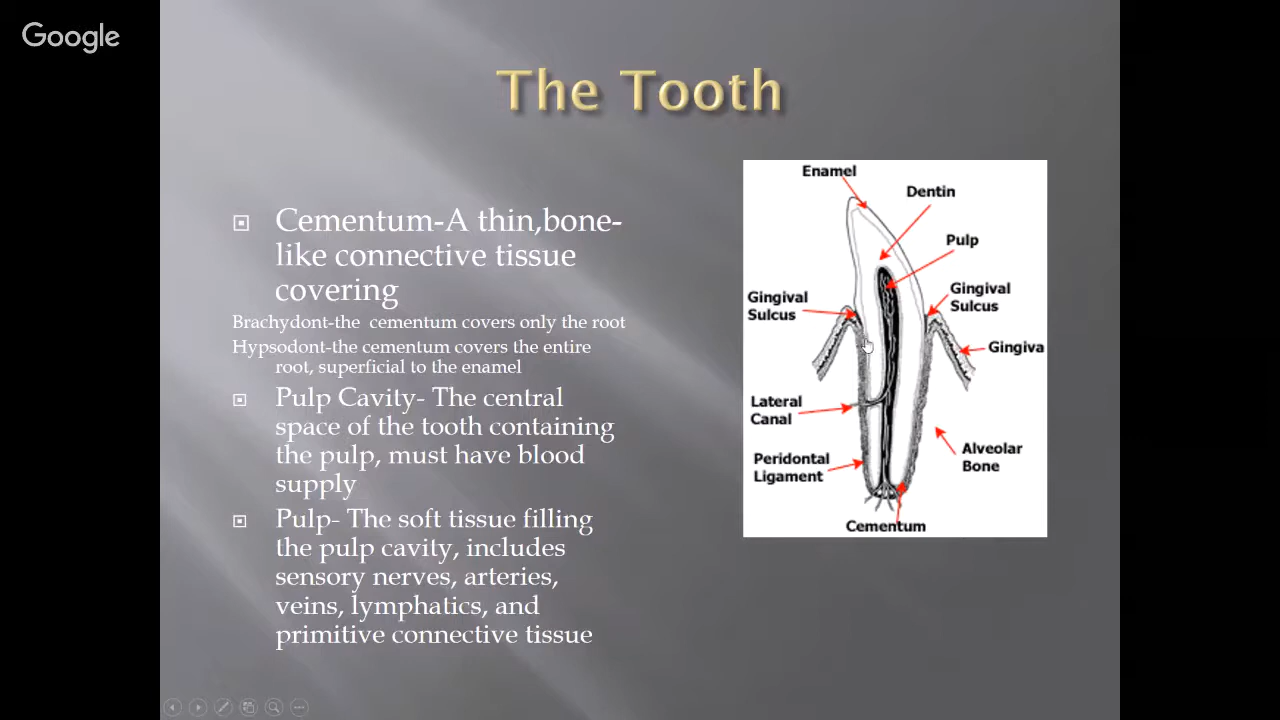 Google
The Tooth
Cementum-A thin,bone-
like connective tissue
covering
Brachydont-the cementum covers only the root
Hypsodont-the cementum covers the entire
root, superficial to the enamel
Pulp Cavity- The central
space of the tooth containing
the pulp, must have blood
supply
Pulp- The soft tissue filling
the pulp cavity, includes
sensory nerves, arteries,
veins, lymphatics, and
primitive connective tissue
Enamel
Dentin
Pulp
Gingival
Sulcus
Gingival
Sulcus
Gingiva
Lateral
Canal
Alveolar
Bone
Peridontal
Ligament
Cementum